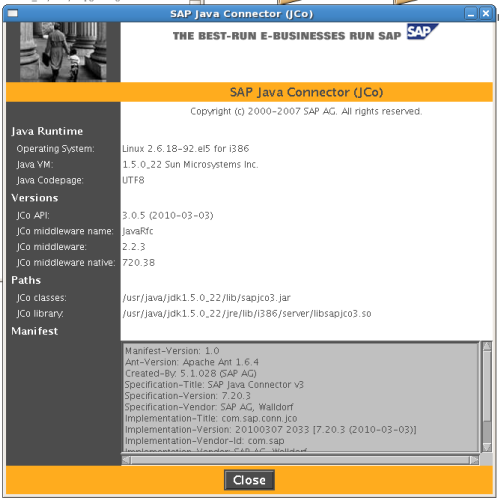 SAP Java Connector (JCo)
THE BEST-RUN E-BUSINESSES RUN SAP SAP
SAP Java Connector (JCo)
Copyright (c) 2000-2007 SAP AG. All rights reserved.
Java Runtime
Operating System: Linux 2.6.18-92.el5 for i386
Java VM: 1.5.0_22 Sun Microsystems Inc.
Java Codepage: UTF8
Versions
JCo API: 3.0.5 (2010-03-03)
JCo middleware name: JavaRfc
JCo middleware: 2.2.3
JCo middleware native: 720.38
Paths
JCo classes: /usr/java/jdk1.5.0_22/lib/sapjco3.jar
JCo library: /usr/java/jdk1.5.0_22/jre/lib/i386/server/libsapjco3.so
Manifest
Manifest-Version: 1.0
Ant-Version: Apache Ant 1.6.4
Created-By: 5.1.028 (SAP AG)
Specification-Title: SAP Java Connector v3
Specification-Version: 7.20.3
Specification-Vendor: SAP AG, Walldorf
Implementation-Title: com.sap.conn.jco
Implementation-Version: 20100307 2033 [7.20.3 (2010-03-03)]
Implementation-Vendor-Id: com.sap
Implementation-Vendor: SAP AG, Walldorf
Close